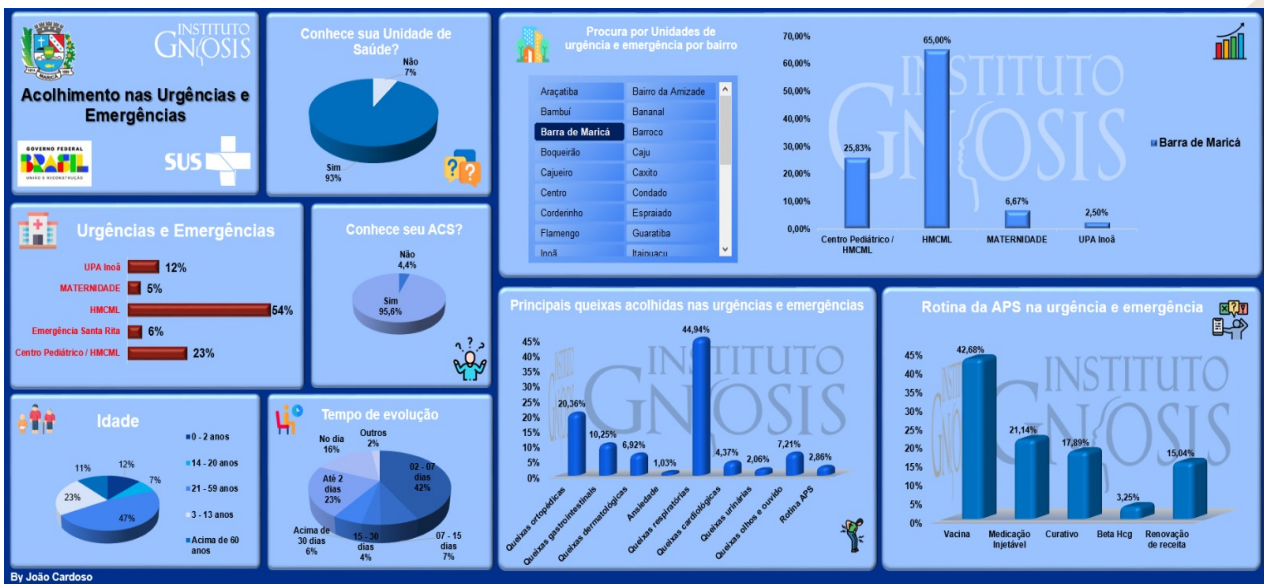 INSTITUTO
GNOSIS
MARICÁ
Acolhimento nas Urgências e
Emergências
GOVERNO FEDERAL
BRASIL
UNIÃO E RECONSTRUÇÃO
SUS
Conhece sua Unidade de
Saúde?
Não
7%
Sim
93%
Procura por Unidades de
urgência e emergência por bairro
Araçatiba
Bairro da Amizade
Bambuí
Bananal
Barra de Maricá
Barroco
Boqueirão
Caju
Cajueiro
Caxito
Centro
Condado
Corderinho
Espraiado
Flamengo
Guaratiba
Inoã
Itaipuaçu
INSTITUTO
GNOSIS
70,00%
60,00%
50,00%
40,00%
30,00%
20,00%
10,00%
0,00%
25,83%
65,00%
6,67%
2,50%
Centro Pediátrico /
HMCML
HMCML
MATERNIDADE
UPA Inoã
Barra de Maricá
Urgências e Emergências
UPA Inoã
12%
MATERNIDADE
5%
HMCML
54%
Emergência Santa Rita
6%
Centro Pediátrico / HMCML
23%
Conhece seu ACS?
Não
4,4%
Sim
95,6%
Idade
12%
7%
47%
23%
11%
0 - 2 anos
14 - 20 anos
21 - 59 anos
3 - 13 anos
Acima de 60
anos
Tempo de evolução
No dia
16%
Outros
2%
02 - 07
dias
42%
Até 2
dias
23%
Acima de
30 dias
6%
15 - 30
dias
4%
07 - 15
dias
7%
Principais queixas acolhidas nas urgências e emergências
INSTITUTO
GNOSIS
45%
40%
35%
30%
25%
20%
15%
10%
5%
0%
20,36%
10,25%
6,92%
1,03%
44,94%
4,37%
2,06%
7,21%
2,86%
Queixas ortopédicas
Queixas gastrointestinais
Queixas dermatológicas
Ansiedade
Queixas respiratórias
Queixas cardiológicas
Queixas urinárias
Queixas olhos e ouvido
Rotina APS
Rotina da APS na urgência e emergência
INSTITUTO
GNOSIS
45%
40%
35%
30%
25%
20%
15%
10%
5%
0%
42,68%
21,14%
17,89%
3,25%
15,04%
Vacina
Medicação
Injetável
Curativo
Beta Hcg
Renovação
de receita
By João Cardoso